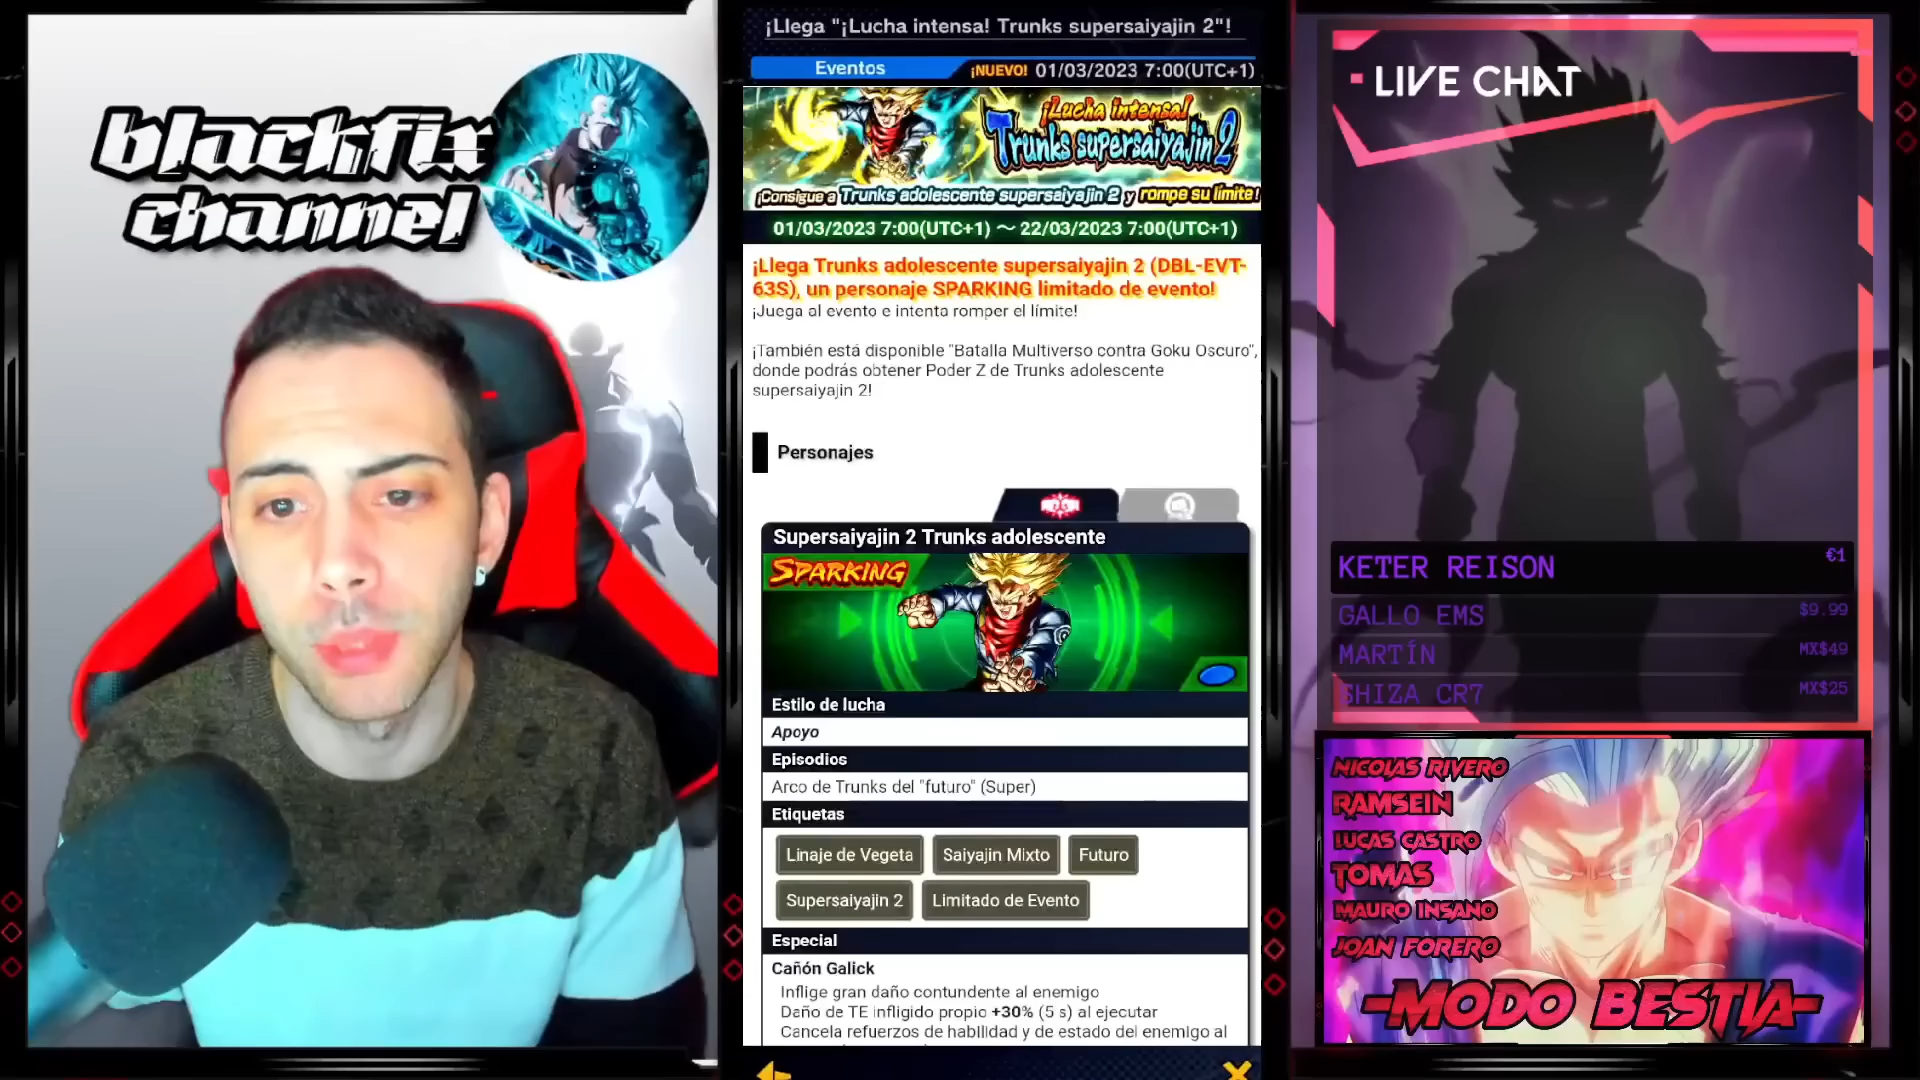 blackfix
channel
¡Llega "¡Lucha intensa! Trunks supersaiyajin 2"!
Eventos
¡NUEVO! 01/03/2023 7:00(UTC+1)
¡Lucha intensa!
Trunks supersaiyajin 2
¡Consigue a Trunks adolescente supersaiyajin 2 y rompe su límite!
01/03/2023 7:00(UTC+1) ～ 22/03/2023 7:00(UTC+1)
¡Llega Trunks adolescente supersaiyajin 2 (DBL-EVT-
63S), un personaje SPARKING limitado de evento!
¡Juega al evento e intenta romper el límite!
¡También está disponible "Batalla Multiverso contra Goku Oscuro",
donde podrás obtener Poder Z de Trunks adolescente
supersaiyajin 2!
Personajes
Supersaiyajin 2 Trunks adolescente
SPARKING
Estilo de lucha
Apoyo
Episodios
Arco de Trunks del "futuro" (Super)
Etiquetas
Linaje de Vegeta Saiyajin Mixto Futuro
Supersaiyajin 2 Limitado de Evento
Especial
Cañón Galick
Inflige gran daño contundente al enemigo
Daño de TE infligido propio +30% (5 s) al ejecutar
Cancela refuerzos de habilidad y de estado del enemigo al
LIVE CHAT
KETER REISON €1
GALLO EMS $9.99
MARTÍN MX$49
SHIZA CR7 MX$25
NICOLAS RIVERO
RAMSEIN
LUCAS CASTRO
TOMAS
MAURO INSANO
JOAN FORERO
-MODO BESTIA-